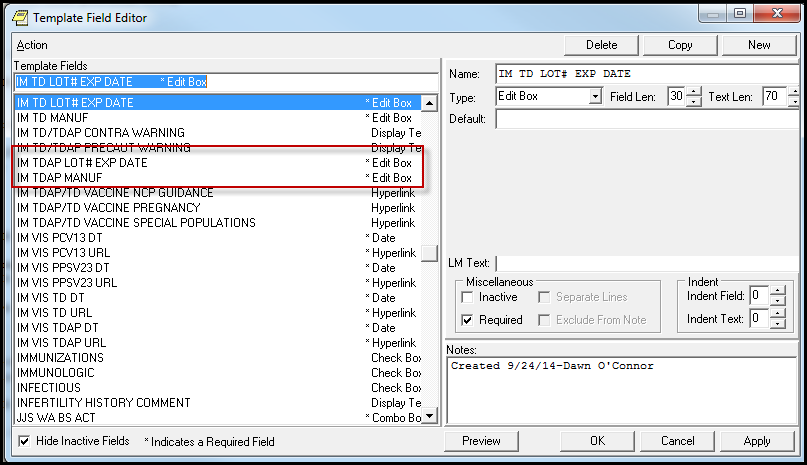 Template Field Editor
Action
Delete
Copy
New
Template Fields
IM TD LOT# EXP DATE * Edit Box
IM TD LOT# EXP DATE * Edit Box
IM TD MANUF * Edit Box
IM TD/TDAP CONTRA WARNING Display Te
IM TD/TDAP PRECAUT WARNING Display Te
IM TDAP LOT# EXP DATE * Edit Box
IM TDAP MANUF * Edit Box
IM TDAP/TD VACCINE NCP GUIDANCE Hyperlink
IM TDAP/TD VACCINE PREGNANCY Hyperlink
IM TDAP/TD VACCINE SPECIAL POPULATIONS Hyperlink
IM VIS PCV13 DT * Date
IM VIS PCV13 URL * Hyperlink
IM VIS PPSV23 DT * Date
IM VIS PPSV23 URL * Hyperlink
IM VIS TD DT * Date
IM VIS TD URL * Hyperlink
IM VIS TDAP DT * Date
IM VIS TDAP URL * Hyperlink
IMMUNIZATIONS Check Box
IMMUNOLOGIC Check Box
INFECTIOUS Check Box
INFERTILITY HISTORY COMMENT Display Te
JJS WA BS ACT * Combo Bo
Hide Inactive Fields * Indicates a Required Field
Name: IM TD LOT# EXP DATE
Type: Edit Box Field Len: 30 Text Len: 70
Default:
LM Text:
Miscellaneous
Inactive Separate Lines
Required Exclude From Note
Indent
Indent Field: 0
Indent Text: 0
Notes:
Created 9/24/14-Dawn O'Connor
Preview
OK
Cancel
Apply